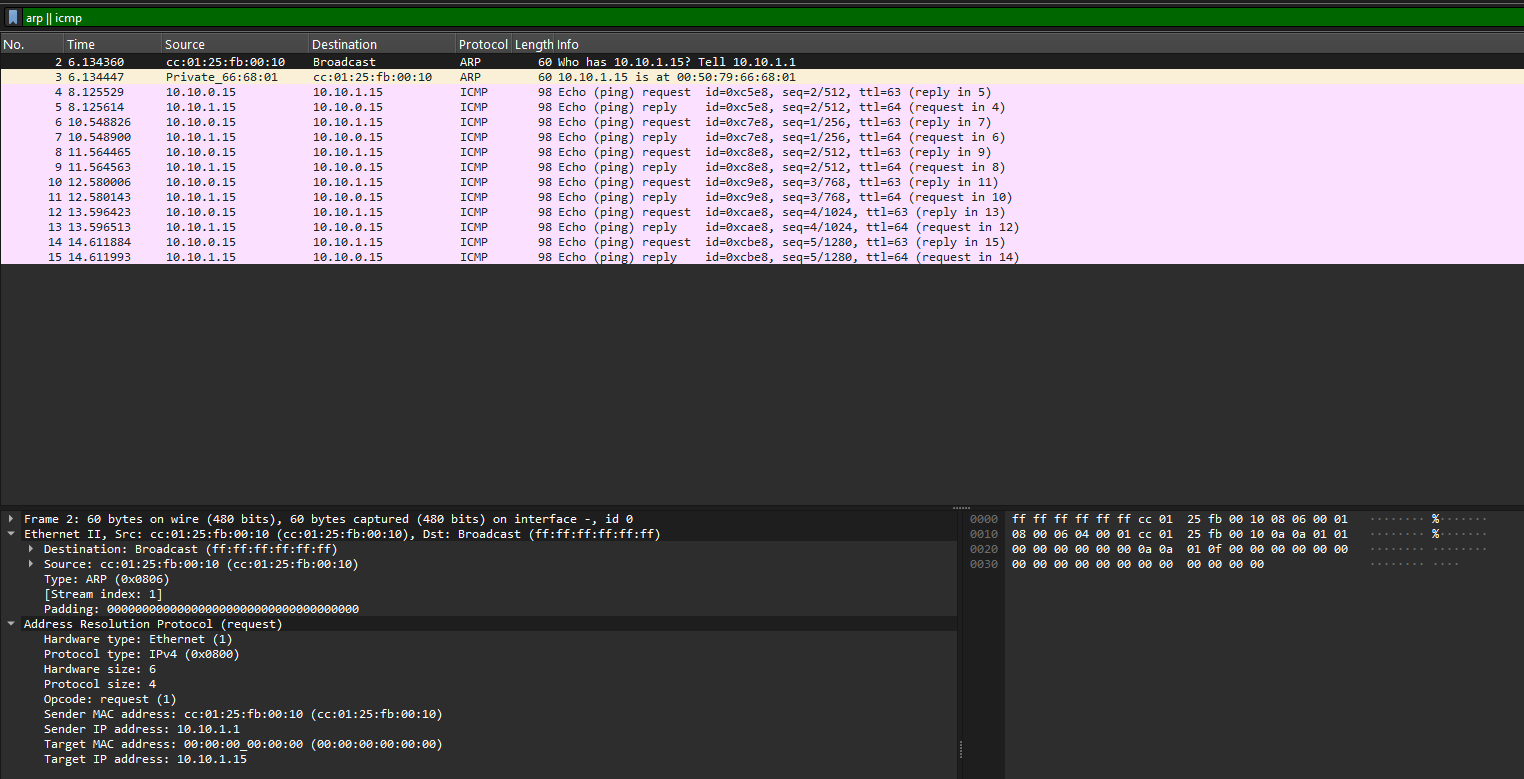 arp || icmp
No. Time Source Destination Protocol Length Info
2 6.134360 cc:01:25:fb:00:10 Broadcast ARP 60 Who has 10.10.1.15? Tell 10.10.1.1
3 6.134447 Private_66:68:01 cc:01:25:fb:00:10 ARP 60 10.10.1.15 is at 00:50:79:66:68:01
4 8.125529 10.10.0.15 10.10.1.15 ICMP 98 Echo (ping) request id=0xc5e8, seq=2/512, ttl=63 (reply in 5)
5 8.125614 10.10.1.15 10.10.0.15 ICMP 98 Echo (ping) reply id=0xc5e8, seq=2/512, ttl=64 (request in 4)
6 10.548826 10.10.0.15 10.10.1.15 ICMP 98 Echo (ping) request id=0xc7e8, seq=1/256, ttl=63 (reply in 7)
7 10.548900 10.10.1.15 10.10.0.15 ICMP 98 Echo (ping) reply id=0xc7e8, seq=1/256, ttl=64 (request in 6)
8 11.564465 10.10.0.15 10.10.1.15 ICMP 98 Echo (ping) request id=0xc8e8, seq=2/512, ttl=63 (reply in 9)
9 11.564563 10.10.1.15 10.10.0.15 ICMP 98 Echo (ping) reply id=0xc8e8, seq=2/512, ttl=64 (request in 8)
10 12.580006 10.10.0.15 10.10.1.15 ICMP 98 Echo (ping) request id=0xc9e8, seq=3/768, ttl=63 (reply in 11)
11 12.580143 10.10.1.15 10.10.0.15 ICMP 98 Echo (ping) reply id=0xc9e8, seq=3/768, ttl=64 (request in 10)
12 13.596423 10.10.0.15 10.10.1.15 ICMP 98 Echo (ping) request id=0xcae8, seq=4/1024, ttl=63 (reply in 13)
13 13.596513 10.10.1.15 10.10.0.15 ICMP 98 Echo (ping) reply id=0xcae8, seq=4/1024, ttl=64 (request in 12)
14 14.611884 10.10.0.15 10.10.1.15 ICMP 98 Echo (ping) request id=0xcbe8, seq=5/1280, ttl=63 (reply in 15)
15 14.611993 10.10.1.15 10.10.0.15 ICMP 98 Echo (ping) reply id=0xcbe8, seq=5/1280, ttl=64 (request in 14)
Frame 2: 60 bytes on wire (480 bits), 60 bytes captured (480 bits) on interface -, id 0
Ethernet II, Src: cc:01:25:fb:00:10 (cc:01:25:fb:00:10), Dst: Broadcast (ff:ff:ff:ff:ff:ff)
Destination: Broadcast (ff:ff:ff:ff:ff:ff)
Source: cc:01:25:fb:00:10 (cc:01:25:fb:00:10)
Type: ARP (0x0806)
[Stream index: 1]
Padding: 000000000000000000000000000000000000
Address Resolution Protocol (request)
Hardware type: Ethernet (1)
Protocol type: IPv4 (0x0800)
Hardware size: 6
Protocol size: 4
Opcode: request (1)
Sender MAC address: cc:01:25:fb:00:10 (cc:01:25:fb:00:10)
Sender IP address: 10.10.1.1
Target MAC address: 00:00:00_00:00:00 (00:00:00:00:00:00)
Target IP address: 10.10.1.15
0000 ff ff ff ff ff ff cc 01 25 fb 00 10 08 06 00 01 ········ %·······
0010 08 00 06 04 00 01 cc 01 25 fb 00 10 0a 0a 01 01 ········ %·······
0020 00 00 00 00 00 00 0a 0a 01 0f 00 00 00 00 00 00 ········ ········
0030 00 00 00 00 00 00 00 00 00 00 00 00 ········ ····